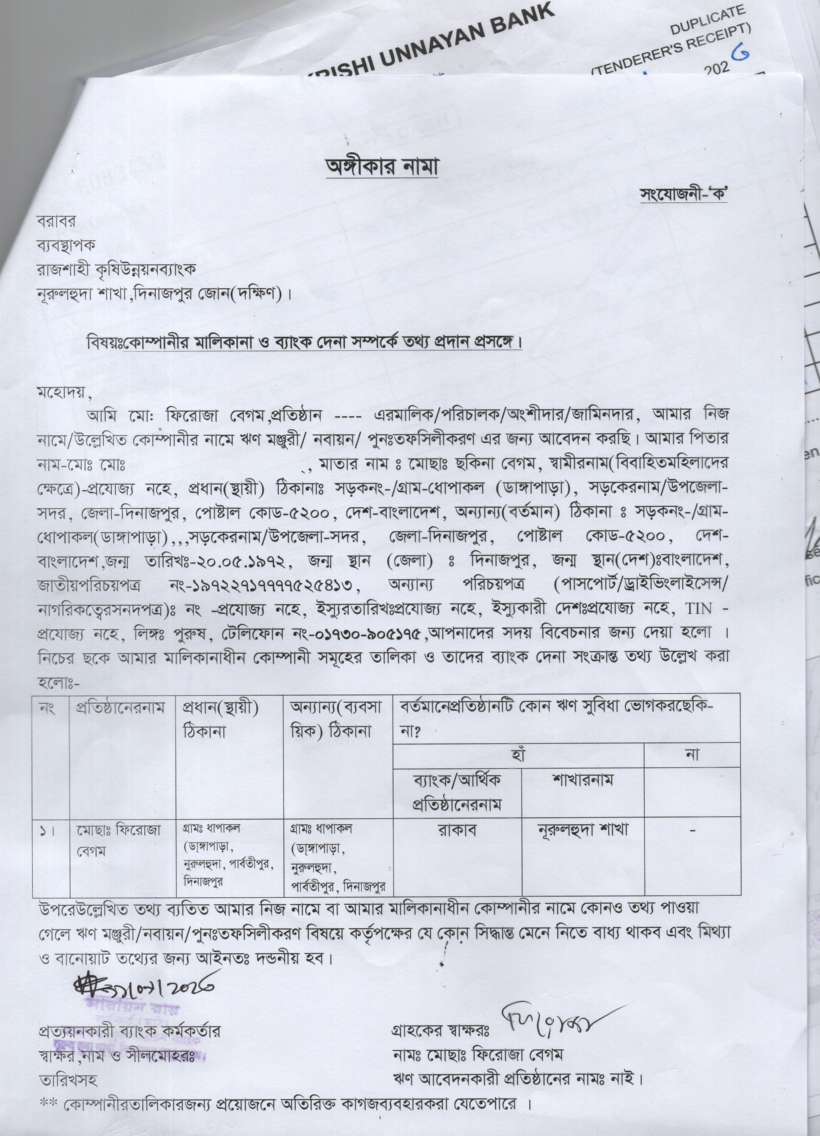 KRISHI UNNAYAN BANK
DUPLICATE
(TENDERER'S RECEIPT)
2026
অঙ্গীকার নামা
সংযোজনী-‘ক’
বরাবর
ব্যবস্থাপক
রাজশাহী কৃষিউন্নয়নব্যাংক
নূরুলহুদা শাখা,দিনাজপুর জোন(দক্ষিণ)।
বিষয়ঃকোম্পানীর মালিকানা ও ব্যাংক দেনা সম্পর্কে তথ্য প্রদান প্রসঙ্গে।
মহোদয়,
আমি মো: ফিরোজা বেগম,প্রতিষ্ঠান ---- এরমালিক/পরিচালক/অংশীদার/জামিনদার, আমার নিজ
নামে/উল্লেখিত কোম্পানীর নামে ঋণ মঞ্জুরী/ নবায়ন/ পুনঃতফসিলীকরণ এর জন্য আবেদন করছি। আমার পিতার
নাম-মোঃ মোঃ , মাতার নাম ঃ মোছাঃ ছকিনা বেগম, স্বামীরনাম(বিবাহিতমহিলাদের
ক্ষেত্রে)-প্রযোজ্য নহে, প্রধান(স্থায়ী) ঠিকানাঃ সড়কনং-/গ্রাম-ধোপাকল (ডাঙ্গাপাড়া), সড়কেরনাম/উপজেলা-
সদর, জেলা-দিনাজপুর, পোষ্টাল কোড-৫২০০, দেশ-বাংলাদেশ, অন্যান্য(বর্তমান) ঠিকানা ঃ সড়কনং-/গ্রাম-
ধোপাকল(ডাঙ্গাপাড়া),,,সড়কেরনাম/উপজেলা-সদর, জেলা-দিনাজপুর, পোষ্টাল কোড-৫২০০, দেশ-
বাংলাদেশ,জন্ম তারিখঃ-২০.০৫.১৯৭২, জন্ম স্থান (জেলা) ঃ দিনাজপুর, জন্ম স্থান(দেশ)ঃবাংলাদেশ,
জাতীয়পরিচয়পত্র নং-১৯৭২২৭১৭৭৭৭৫২৫৪১৩, অন্যান্য পরিচয়পত্র (পাসপোর্ট/ড্রাইভিংলাইসেন্স/
নাগরিকত্বেরসনদপত্র)ঃ নং -প্রযোজ্য নহে, ইস্যুরতারিখঃপ্রযোজ্য নহে, ইস্যুকারী দেশঃপ্রযোজ্য নহে, TIN -
প্রযোজ্য নহে, লিঙ্গঃ পুরুষ, টেলিফোন নং-০১৭৩০-৯০৫১৭৫,আপনাদের সদয় বিবেচনার জন্য দেয়া হলো ।
নিচের ছকে আমার মালিকানাধীন কোম্পানী সমূহের তালিকা ও তাদের ব্যাংক দেনা সংক্রান্ত তথ্য উল্লেখ করা
হলোঃ-
নং প্রতিষ্ঠানেরনাম প্রধান(স্থায়ী) অন্যান্য(ব্যবসা বর্তমানেপ্রতিষ্ঠানটি কোন ঋণ সুবিধা ভোগকরছেকি-
ঠিকানা য়িক) ঠিকানা না?
হাঁ না
ব্যাংক/আর্থিক শাখারনাম
প্রতিষ্ঠানেরনাম
১। মোছাঃ ফিরোজা গ্রামঃ ধাপাকল গ্রামঃ ধাপাকল রাকাব নূরুলহুদা শাখা -
বেগম (ডাঙ্গাপাড়া, (ডাঙ্গাপাড়া,
নুরুলহুদা, পার্বতীপুর, নুরুলহুদা,
দিনাজপুর পার্বতীপুর, দিনাজপুর
উপরেউল্লেখিত তথ্য ব্যতিত আমার নিজ নামে বা আমার মালিকানাধীন কোম্পানীর নামে কোনও তথ্য পাওয়া
গেলে ঋণ মঞ্জুরী/নবায়ন/পুনঃতফসিলীকরণ বিষয়ে কর্তৃপক্ষের যে কোন সিদ্ধান্ত মেনে নিতে বাধ্য থাকব এবং মিথ্যা
ও বানোয়াট তথ্যের জন্য আইনতঃ দন্ডনীয় হব।
প্রত্যয়নকারী ব্যাংক কর্মকর্তার
স্বাক্ষর,নাম ও সীলমোহরঃ
তারিখসহ
গ্রাহকের স্বাক্ষরঃ ফিরোজা
নামঃ মোছাঃ ফিরোজা বেগম
ঋণ আবেদনকারী প্রতিষ্ঠানের নামঃ নাই।
** কোম্পানীরতালিকারজন্য প্রয়োজনে অতিরিক্ত কাগজব্যবহারকরা যেতেপারে ।